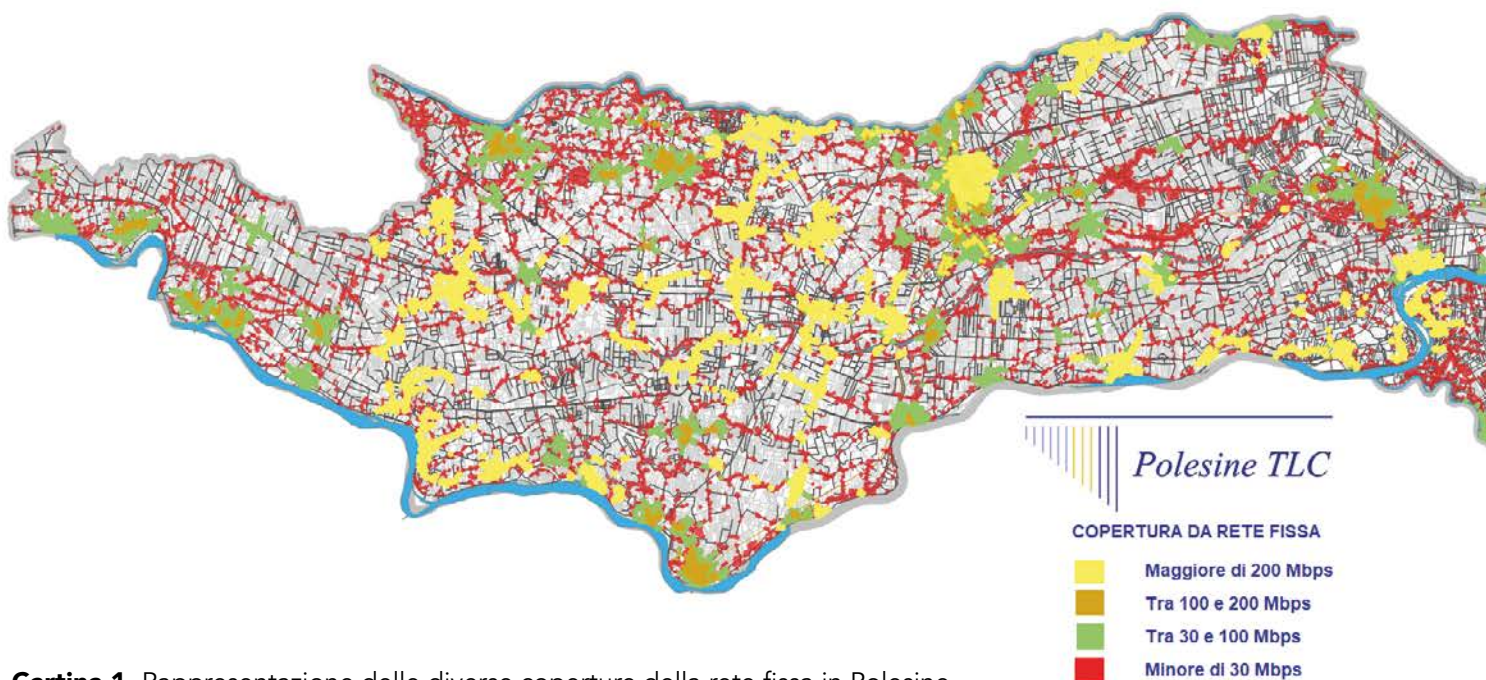 Polesine TLC
COPERTURA DA RETE FISSA
Maggiore di 200 Mbps
Tra 100 e 200 Mbps
Tra 30 e 100 Mbps
Minore di 30 Mbps
Cartina 1. Rappresentazione delle diverse coperture della rete fissa in Polesine